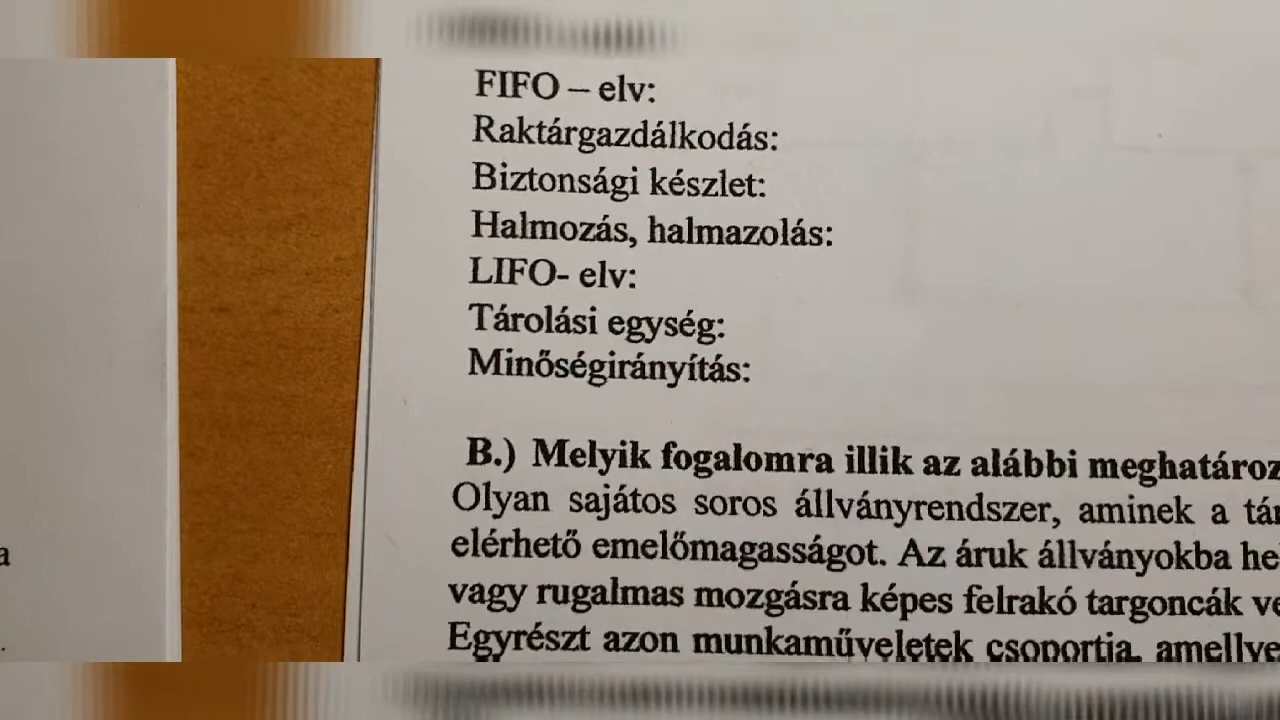 FIFO – elv:
Raktárgazdálkodás:
Biztonsági készlet:
Halmozás, halmazolás:
LIFO- elv:
Tárolási egység:
Minőségirányítás:
B.) Melyik fogalomra illik az alábbi meghatároz
Olyan sajátos soros állványrendszer, aminek a tár
elérhető emelőmagasságot. Az áruk állványokba hel
a
vagy rugalmas mozgásra képes felrakó targoncák ve
Egyrészt azon munkaműveletek csoportja, amellye
.